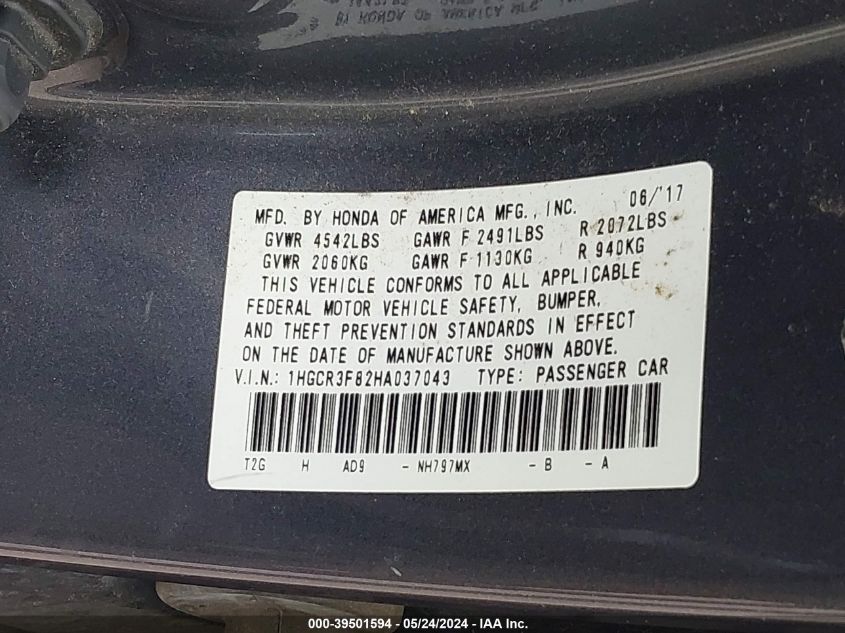 MFD. BY HONDA OF AMERICA MFG., INC. 06/'17
GVWR 4542LBS GAWR F 2491LBS R 2072LBS
GVWR 2060KG GAWR F 1130KG R 940KG
THIS VEHICLE CONFORMS TO ALL APPLICABLE
FEDERAL MOTOR VEHICLE SAFETY, BUMPER,
AND THEFT PREVENTION STANDARDS IN EFFECT
ON THE DATE OF MANUFACTURE SHOWN ABOVE.
V.I.N.: 1HGCR3F82HA037043 TYPE: PASSENGER CAR
T2G H AD9 - NH797MX - B - A
000-39501594 - 05/24/2024 - IAA Inc.